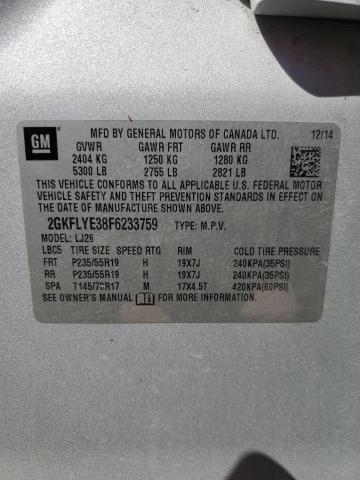 GM
MFD BY GENERAL MOTORS OF CANADA LTD. 12/14
GVWR GAWR FRT GAWR RR
2404 KG 1250 KG 1280 KG
5300 LB 2755 LB 2821 LB
THIS VEHICLE CONFORMS TO ALL APPLICABLE U.S. FEDERAL MOTOR
VEHICLE SAFETY AND THEFT PREVENTION STANDARDS IN EFFECT ON
THE DATE OF MANUFACTURE SHOWN ABOVE.
2GKFLYE38F6233759 TYPE: M.P.V.
MODEL: LJ26
LBC5 TIRE SIZE SPEED RTG RIM COLD TIRE PRESSURE
FRT P235/55R19 H 19X7J 240KPA(35PSI)
RR P235/55R19 H 19X7J 240KPA(35PSI)
SPA T145/70R17 M 17X4.5T 420KPA(60PSI)
SEE OWNER'S MANUAL FOR MORE INFORMATION.